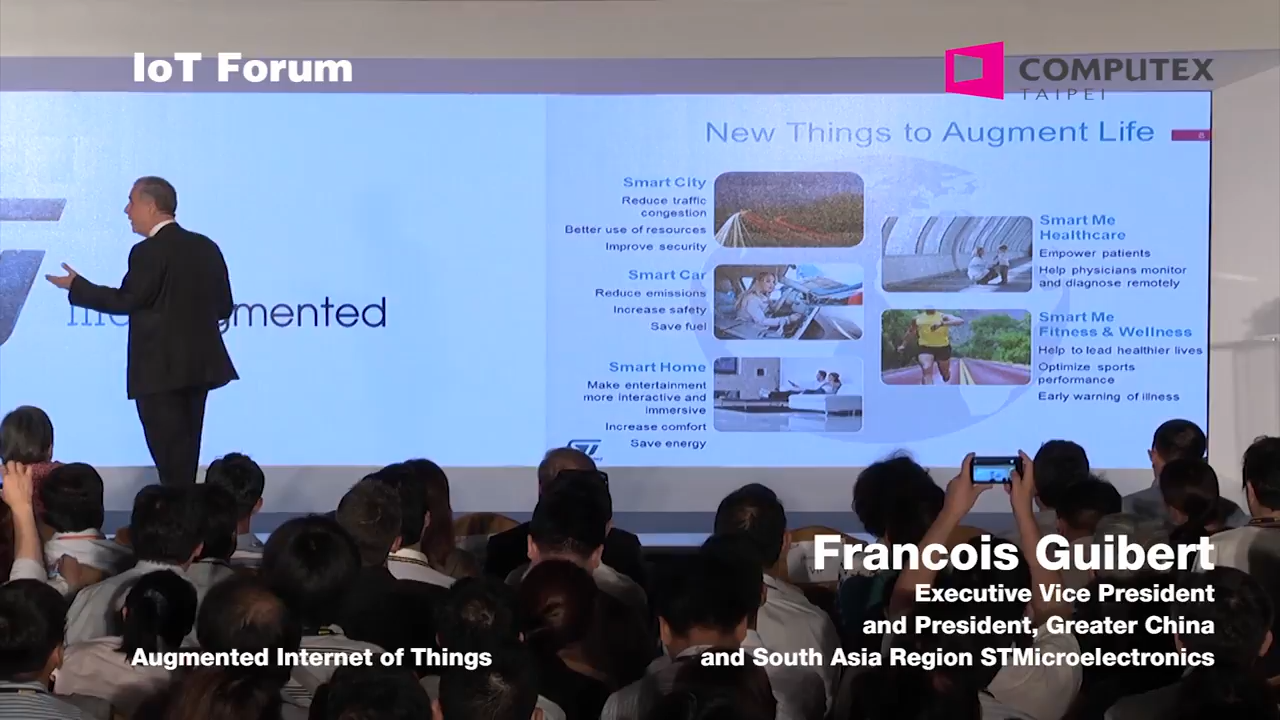 IoT Forum
COMPUTEX
TAIPEI
New Things to Augment Life
8
Smart City
Reduce traffic
congestion
Better use of resources
Improve security
Smart Car
Reduce emissions
Increase safety
Save fuel
Smart Home
Make entertainment
more interactive and
immersive
Increase comfort
Save energy
Smart Me
Healthcare
Empower patients
Help physicians monitor
and diagnose remotely
Smart Me
Fitness & Wellness
Help to lead healthier lives
Optimize sports
performance
Early warning of illness
ST
Francois Guibert
Executive Vice President
and President, Greater China
and South Asia Region STMicroelectronics
Augmented Internet of Things